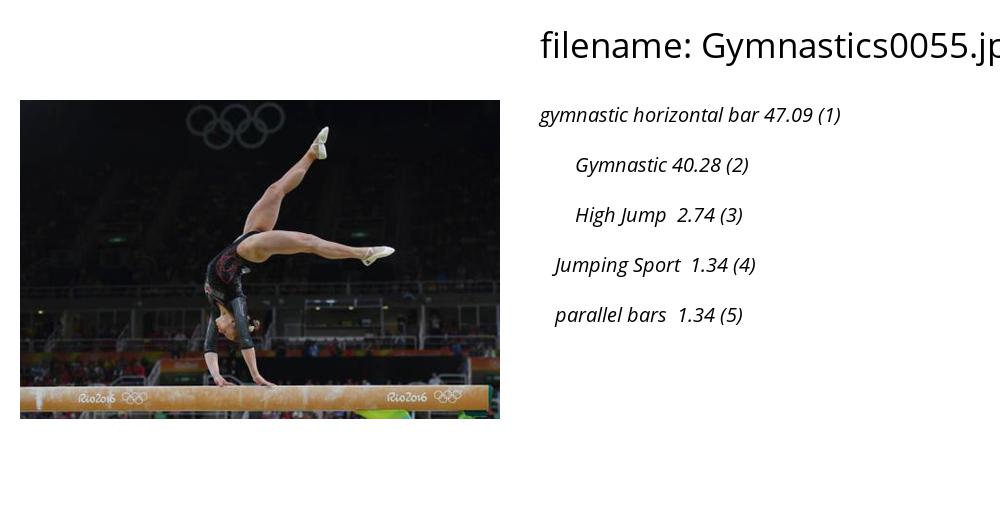 filename: Gymnastics0055.jp
gymnastic horizontal bar 47.09 (1)
Gymnastic 40.28 (2)
High Jump 2.74 (3)
Jumping Sport 1.34 (4)
parallel bars 1.34 (5)
Rio2016 Rio2016